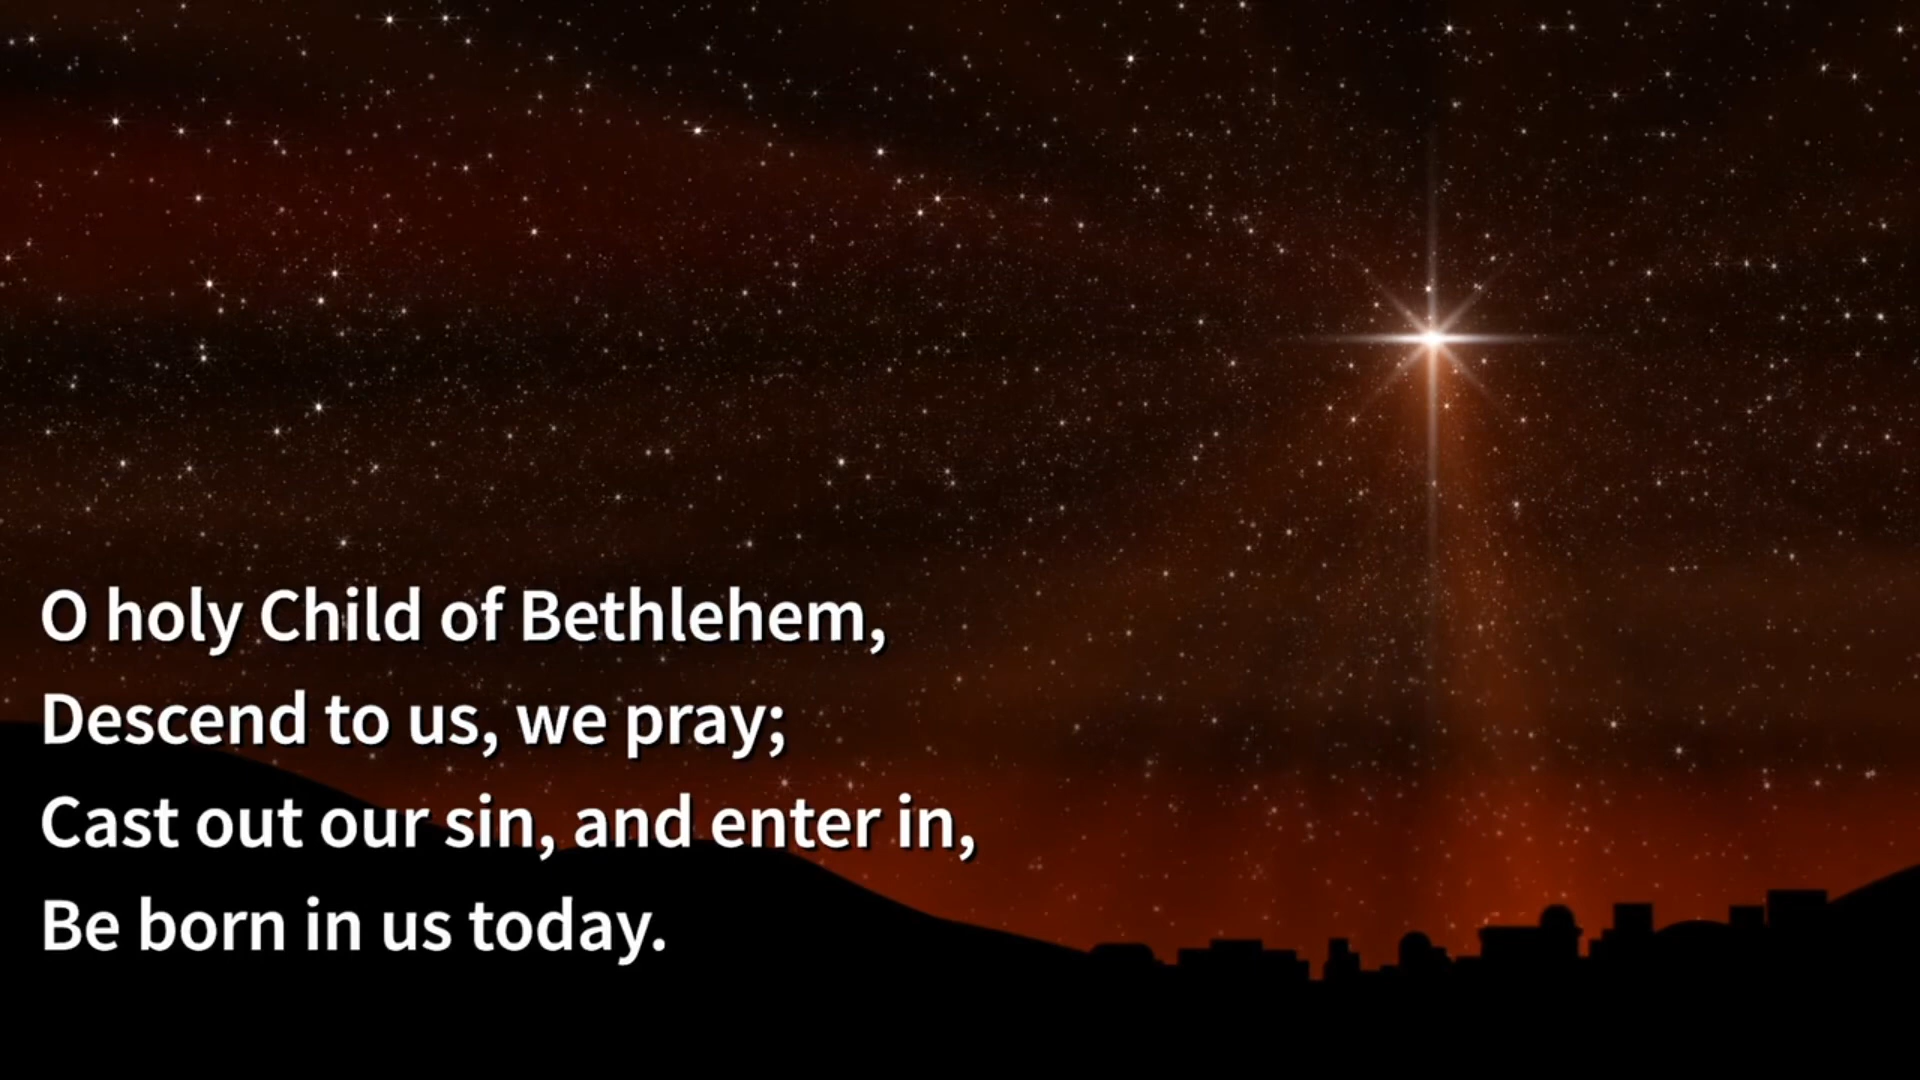 O holy Child of Bethlehem,
Descend to us, we pray;
Cast out our sin, and enter in,
Be born in us today.